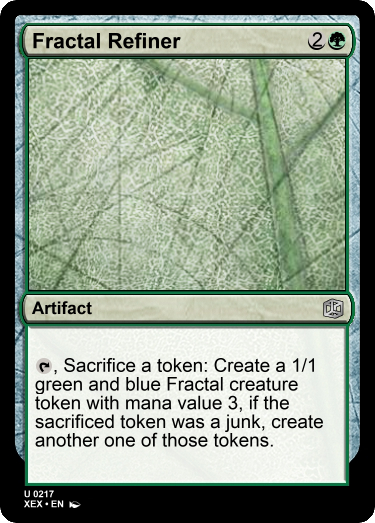 Fractal Refiner 2
Artifact
, Sacrifice a token: Create a 1/1
green and blue Fractal creature
token with mana value 3, if the
sacrificed token was a junk, create
another one of those tokens.
U 0217
XEX • EN